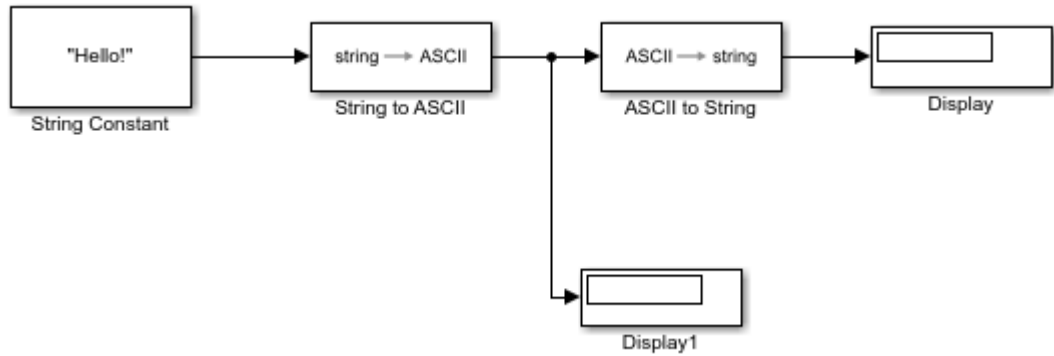 "Hello!"
String Constant
string → ASCII
String to ASCII
ASCII → string
ASCII to String
Display
Display1